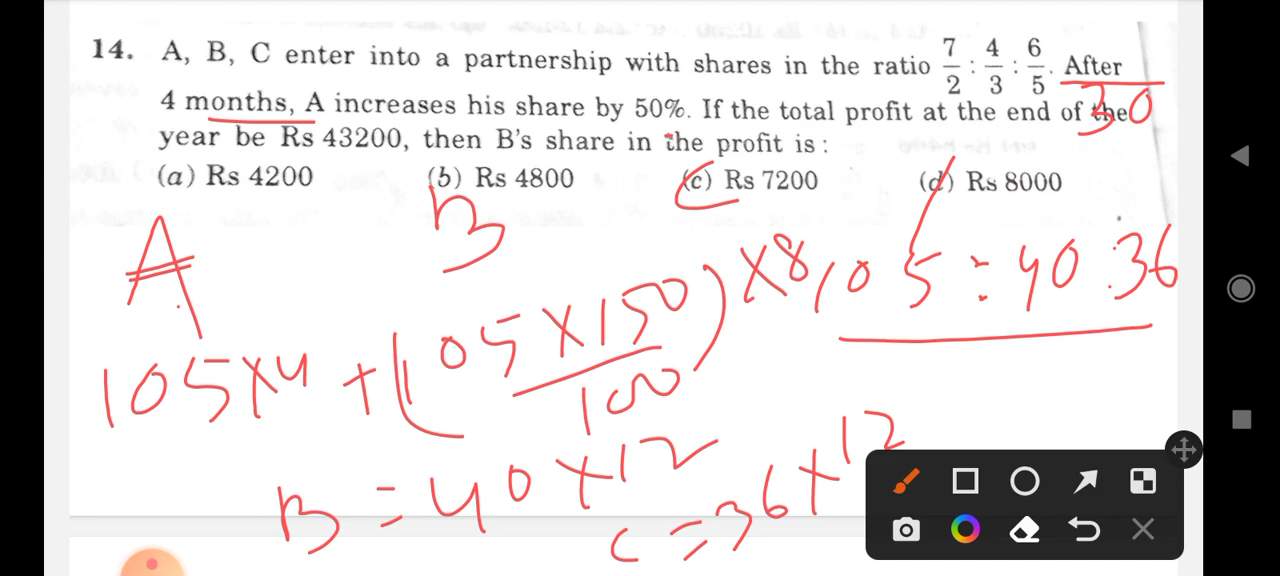 14. A, B, C enter into a partnership with shares in the ratio 7/2 : 4/3 : 6/5. After
4 months, A increases his share by 50%. If the total profit at the end of the
30
year be Rs 43200, then B's share in the profit is :
(a) Rs 4200 (b) Rs 4800 (c) Rs 7200 (d) Rs 8000
A B
105 : 40 : 36
105×4 + (105×150/100)×8
B = 40×12
C = 36×12